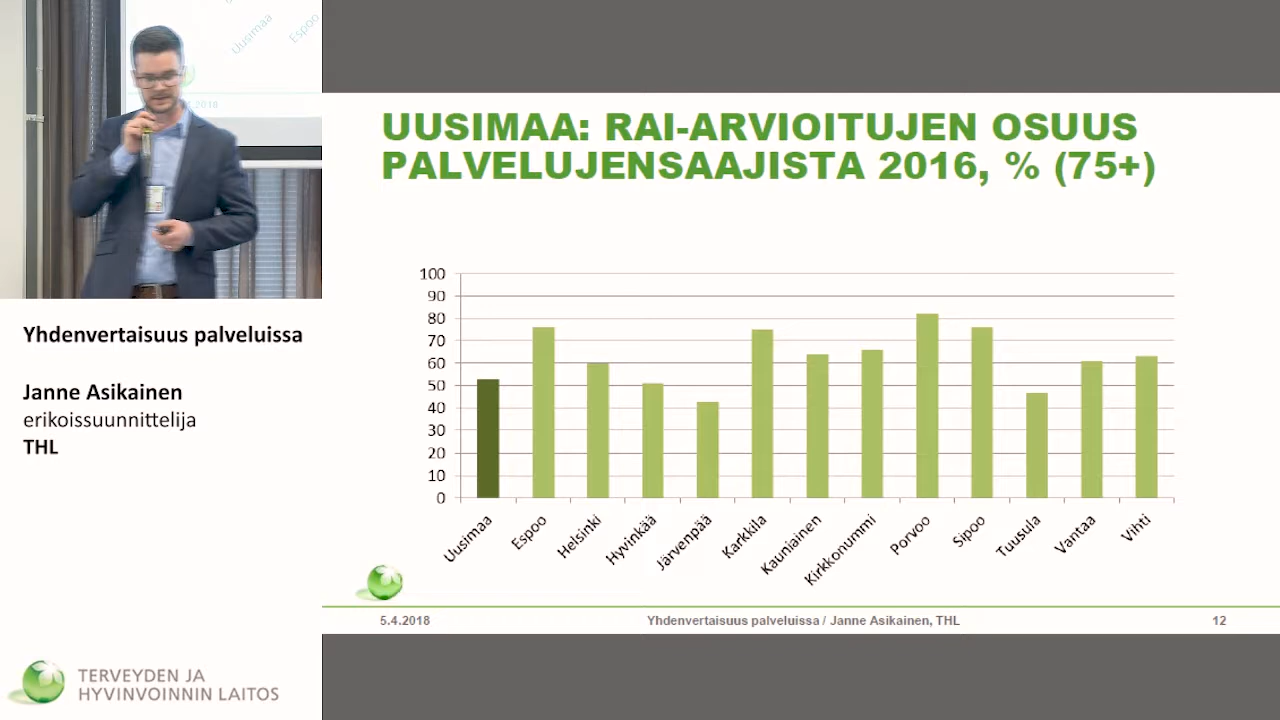 Uusimaa
Espoo
Yhdenvertaisuus palveluissa
Janne Asikainen
erikoissuunnittelija
THL
TERVEYDEN JA
HYVINVOINNIN LAITOS
UUSIMAA: RAI-ARVIOITUJEN OSUUS
PALVELUJENSAAJISTA 2016, % (75+)
100
90
80
70
60
50
40
30
20
10
0
Uusimaa
Espoo
Helsinki
Hyvinkää
Järvenpää
Karkkila
Kauniainen
Kirkkonummi
Porvoo
Sipoo
Tuusula
Vantaa
Vihti
5.4.2018
Yhdenvertaisuus palveluissa / Janne Asikainen, THL
12